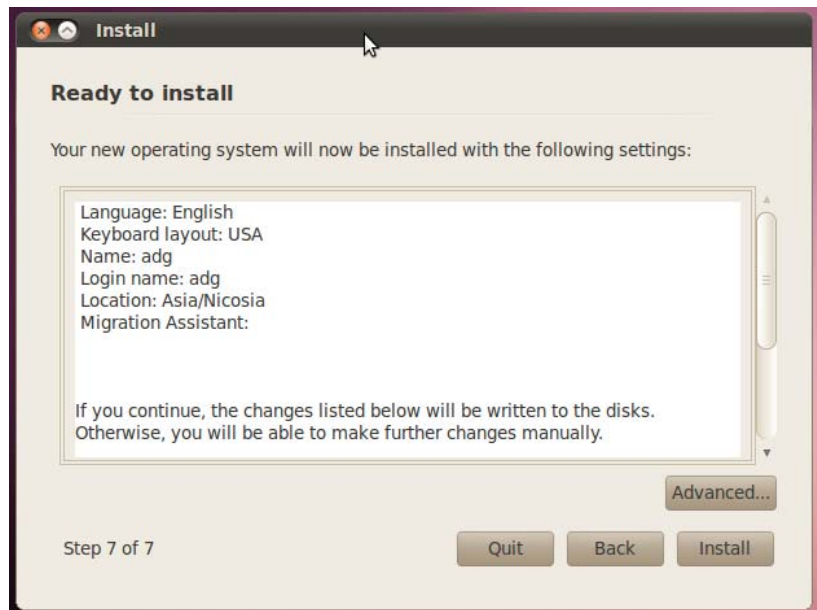 Install
Ready to install
Your new operating system will now be installed with the following settings:
Language: English
Keyboard layout: USA
Name: adg
Login name: adg
Location: Asia/Nicosia
Migration Assistant:
If you continue, the changes listed below will be written to the disks.
Otherwise, you will be able to make further changes manually.
Advanced...
Step 7 of 7
Quit
Back
Install